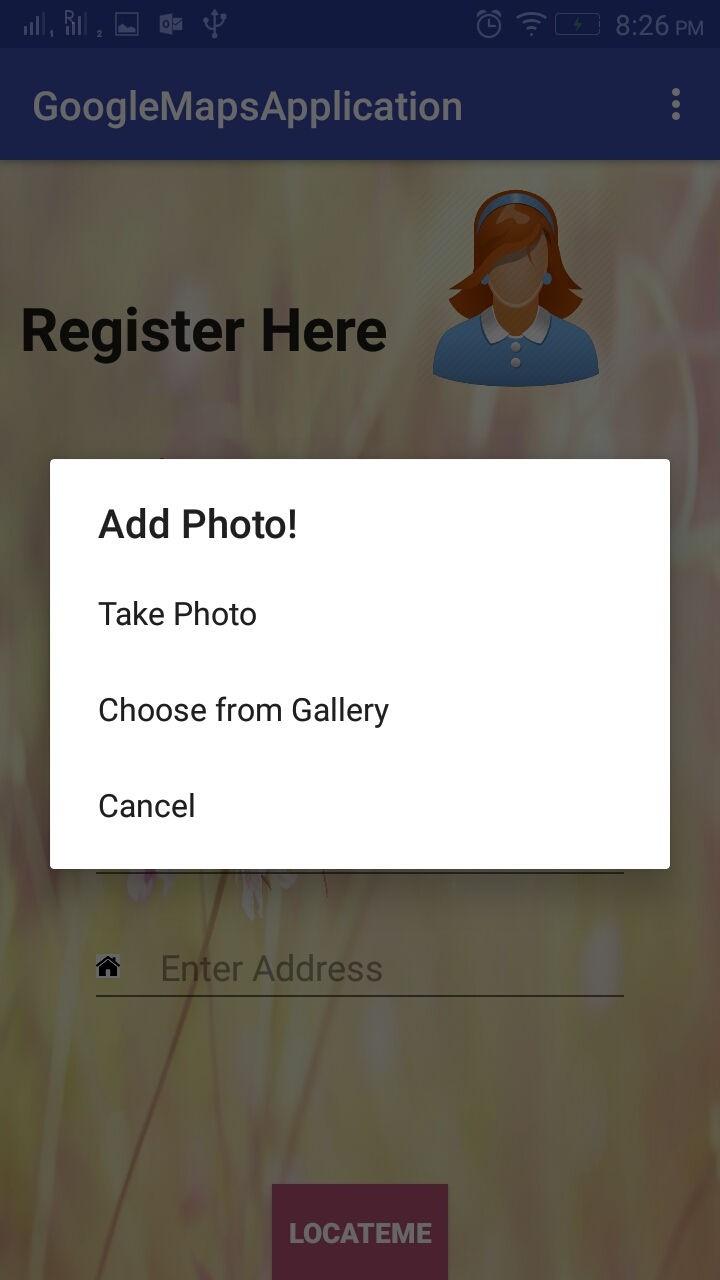 8:26 PM
GoogleMapsApplication
Register Here
Add Photo!
Take Photo
Choose from Gallery
Cancel
Enter Address
LOCATEME